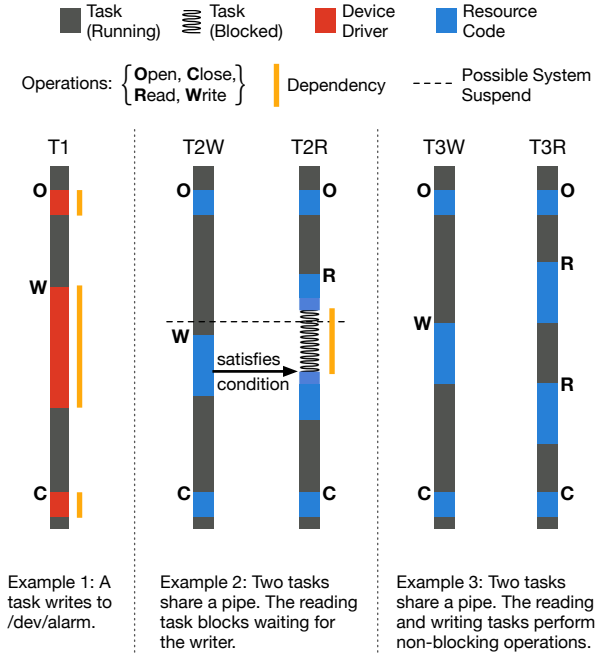 Task
(Running)
Task
(Blocked)
Device
Driver
Resource
Code
Operations: {Open, Close,
Read, Write}
Dependency
Possible System
Suspend
T1
T2W
T2R
T3W
T3R
O
O
O
O
O
R
R
W
W
W
satisfies
condition
R
C
C
C
C
C
Example 1: A
task writes to
/dev/alarm.
Example 2: Two tasks
share a pipe. The reading
task blocks waiting for
the writer.
Example 3: Two tasks
share a pipe. The reading
and writing tasks perform
non-blocking operations.